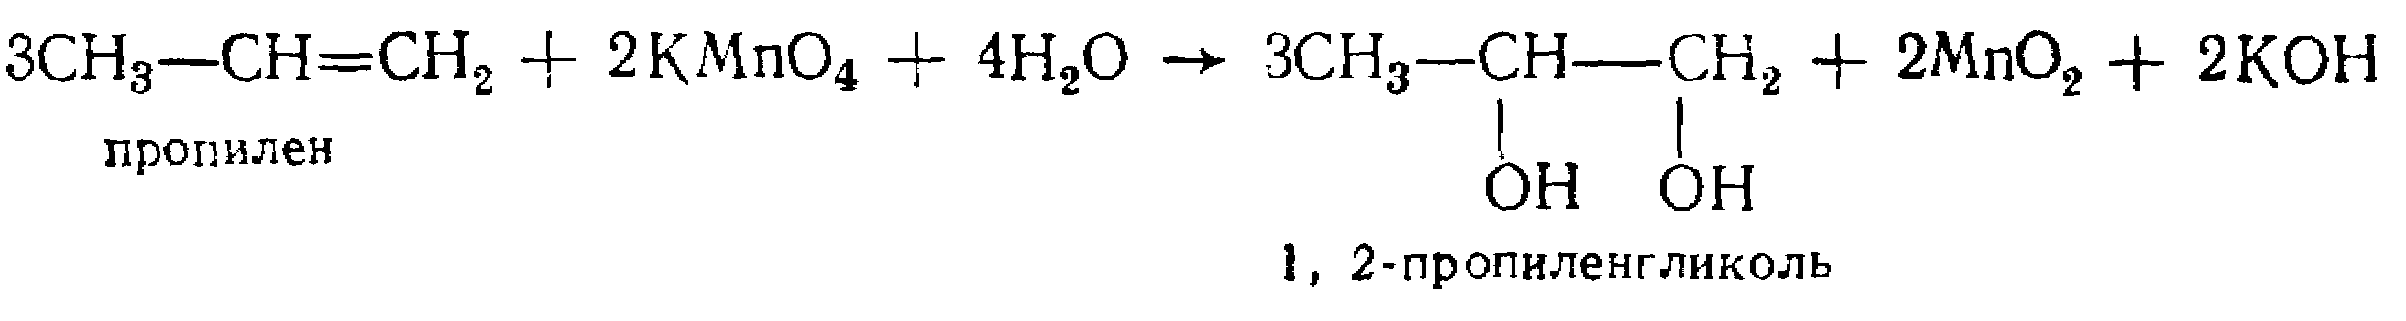 3CH₃—CH=CH₂ + 2KMnO₄ + 4H₂O → 3CH₃—CH—CH₂ + 2MnO₂ + 2KOH
пропилен
OH OH
1, 2-пропиленгликоль